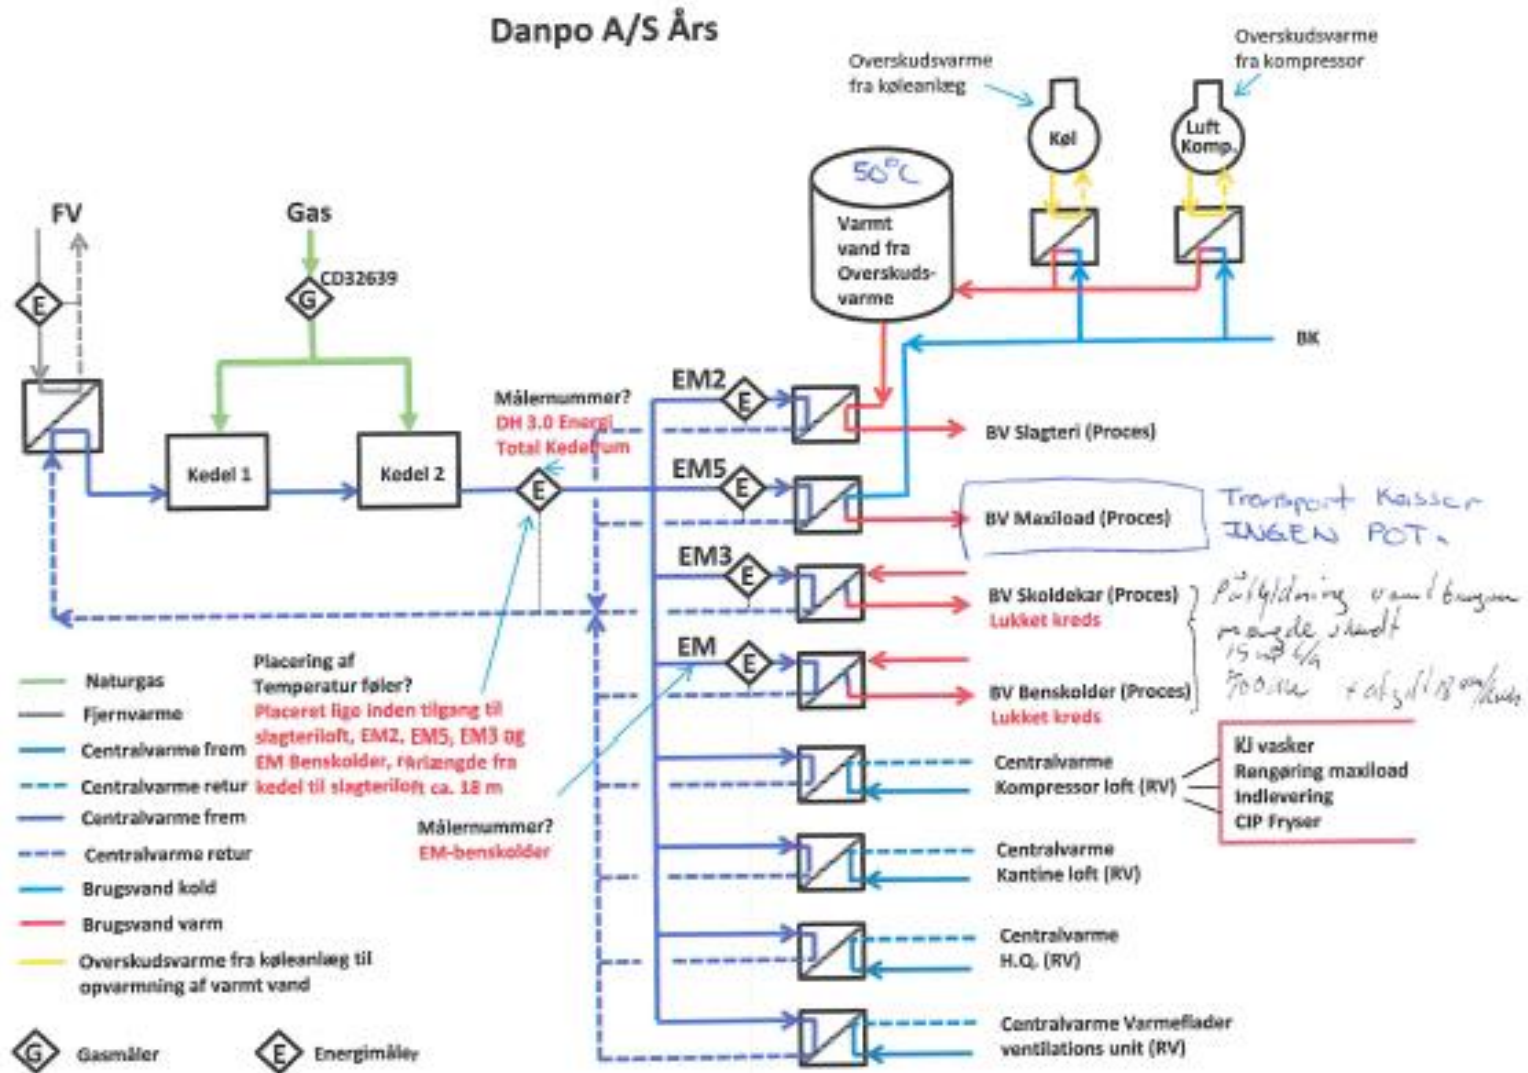 Danpo A/S Års
Overskudsvarme
fra køleanlæg
Overskudsvarme
fra kompressor
Køl
Luft
Komp.
50°C
Varmt
vand fra
Overskuds-
varme
BK
FV
Gas
CD32639
G
E
Kedel 1
Kedel 2
Målernummer?
DH 3.0 Energi
Total Kedelrum
E
EM2
E
BV Slagteri (Proces)
EM5
E
BV Maxiload (Proces)
Transport Kasser
INGEN POT.
EM3
E
BV Skoldekar (Proces)
Lukket kreds
EM
E
BV Benskolder (Proces)
Lukket kreds
Påfyldning
mængde
Placering af
Temperatur føler?
Placeret lige inden tilgang til
slagteriloft, EM2, EM5, EM3 og
EM Benskolder, rørlængde fra
kedel til slagteriloft ca. 18 m
Målernummer?
EM-benskolder
Centralvarme
Kompressor loft (RV)
KJ vasker
Rengøring maxiload
Indlevering
CIP Fryser
Centralvarme
Kantine loft (RV)
Centralvarme
H.Q. (RV)
Centralvarme Varmeflader
ventilations unit (RV)
Naturgas
Fjernvarme
Centralvarme frem
Centralvarme retur
Centralvarme frem
Centralvarme retur
Brugsvand kold
Brugsvand varm
Overskudsvarme fra køleanlæg til
opvarmning af varmt vand
G Gasmåler
E Energimåler